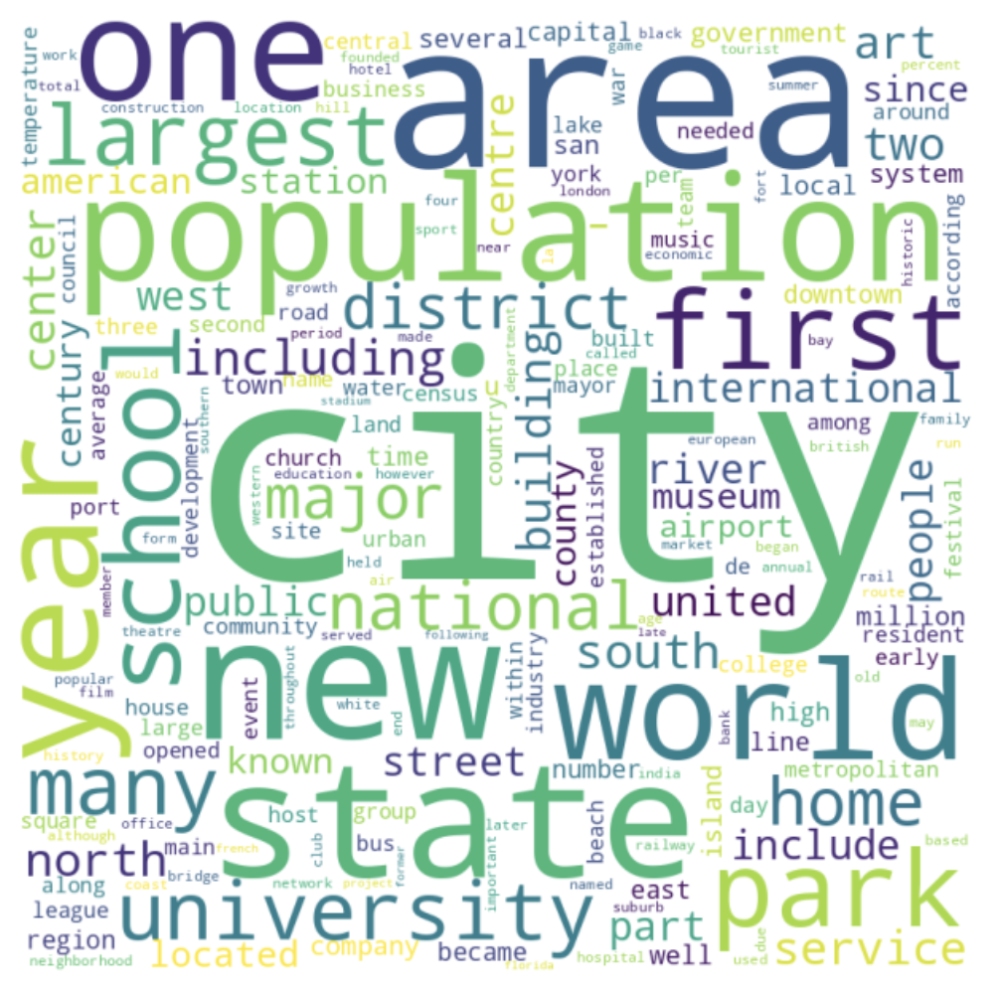 one
area
central
several
capital
black
government
art
work
founded
tourist
game
percent
total
hotel
business
war
summer
since
construction
location
hill
temperature
largest
centre
lake
needed
around
san
two
american
station
york
london
per
team
fort
local
system
population
four
sport
near
la
music
economic
historic
according
center
council
west
growth
district
downtown
road
three
second
period
made
built
department
called
first
bay
century
school
including
building
place
international
would
town
name
water
census
country
mayor
average
southern
stadium
land
among
family
city
european
british
run
year
development
church
time
education
however
western
major
river
museum
people
festival
port
site
urban
county
established
airport
market
began
form
held
air
de
annual
rail
route
member
public
national
united
million
theatre
community
served
following
age
late
resident
early
new
south
college
world
popular
film
house
event
throughout
white
end
within
industry
old
large
high
may
history
opened
bank
line
known
street
number
india
metropolitan
many
state
island
day
home
square
office
host
group
bus
later
beach
although
french
club
important
railway
include
based
north
main
bridge
network
project
former
named
park
along
coast
university
east
league
suburb
part
region
located
company
became
well
used
due
service
neighborhood
florida
hospital